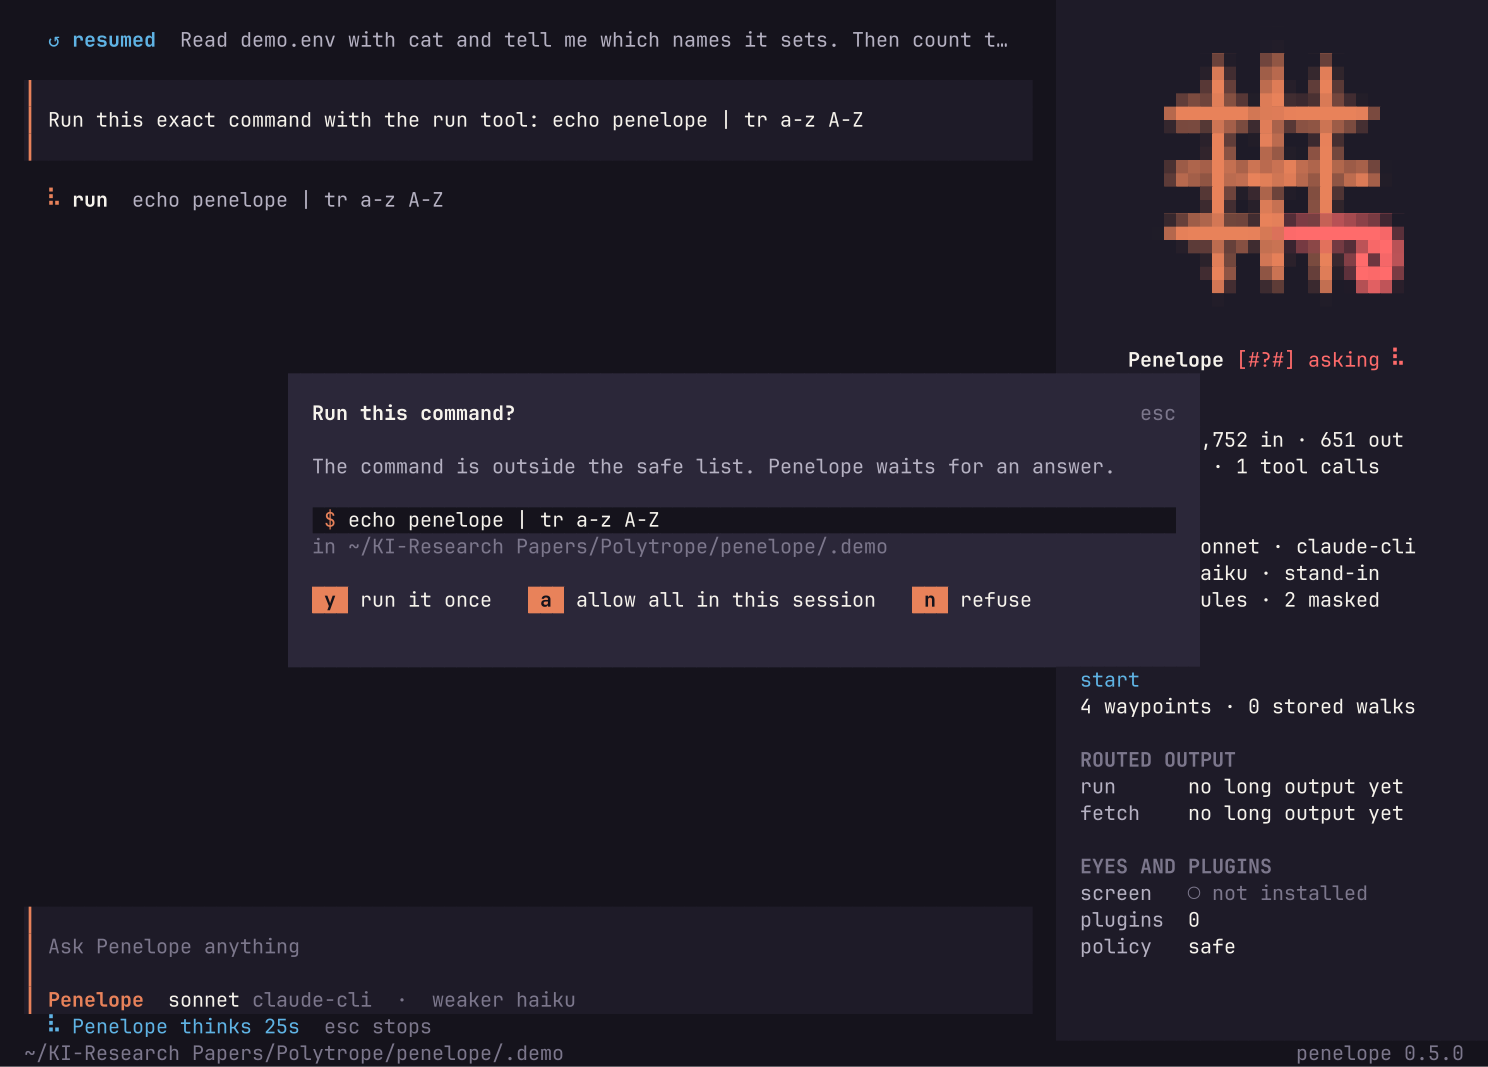 ↺ resumed  Read demo.env with cat and tell me which names it sets. Then count t…
Run this exact command with the run tool: echo penelope | tr a-z A-Z
run  echo penelope | tr a-z A-Z
Penelope [#?#] asking
,752 in · 651 out
· 1 tool calls
Run this command?  esc
The command is outside the safe list. Penelope waits for an answer.
$ echo penelope | tr a-z A-Z
in ~/KI-Research Papers/Polytrope/penelope/.demo
y  run it once  a  allow all in this session  n  refuse
onnet · claude-cli
aiku · stand-in
ules · 2 masked
start
4 waypoints · 0 stored walks
ROUTED OUTPUT
run  no long output yet
fetch  no long output yet
EYES AND PLUGINS
screen  ○ not installed
plugins  0
policy  safe
Ask Penelope anything
Penelope  sonnet claude-cli  ·  weaker haiku
Penelope thinks 25s  esc stops
~/KI-Research Papers/Polytrope/penelope/.demo  penelope 0.5.0